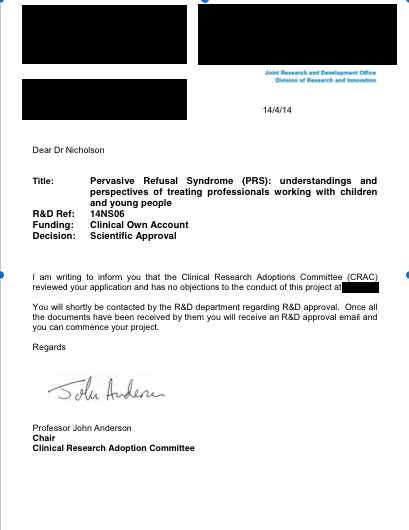 Joint Research and Development Office
Division of Research and Innovation
14/4/14
Dear Dr Nicholson
Title: Pervasive Refusal Syndrome (PRS): understandings and
perspectives of treating professionals working with children
and young people
R&D Ref: 14NS06
Funding: Clinical Own Account
Decision: Scientific Approval
I am writing to inform you that the Clinical Research Adoptions Committee (CRAC)
reviewed your application and has no objections to the conduct of this project at
You will shortly be contacted by the R&D department regarding R&D approval. Once all
the documents have been received by them you will receive an R&D approval email and
you can commence your project.
Regards
John Anderson
Professor John Anderson
Chair
Clinical Research Adoption Committee